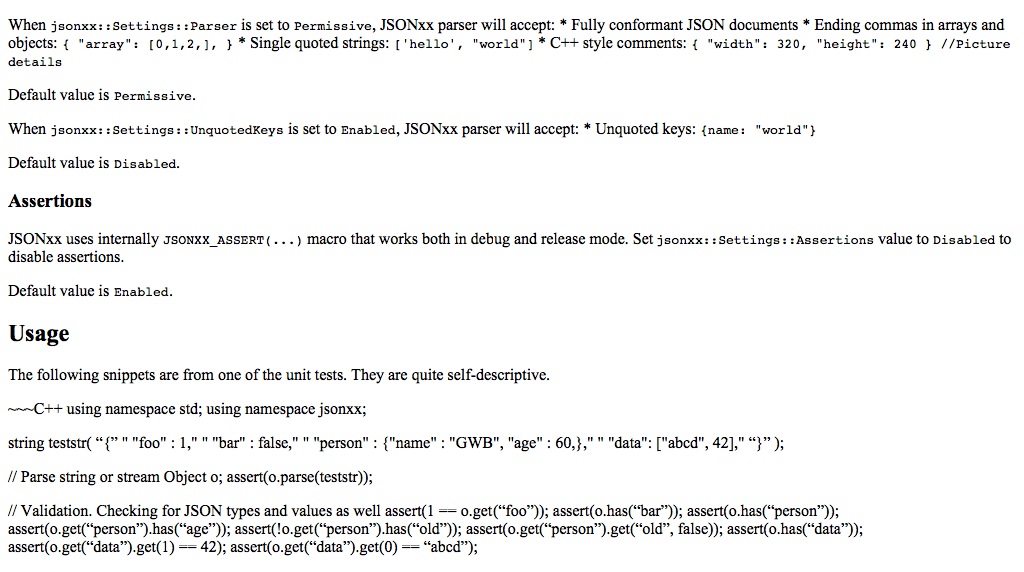 When jsonxx::Settings::Parser is set to Permissive, JSONxx parser will accept: * Fully conformant JSON documents * Ending commas in arrays and
objects: { "array": [0,1,2,], } * Single quoted strings: ['hello', "world"] * C++ style comments: { "width": 320, "height": 240 } //Picture
details
Default value is Permissive.
When jsonxx::Settings::UnquotedKeys is set to Enabled, JSONxx parser will accept: * Unquoted keys: {name: "world"}
Default value is Disabled.
Assertions
JSONxx uses internally JSONXX_ASSERT(...) macro that works both in debug and release mode. Set jsonxx::Settings::Assertions value to Disabled to
disable assertions.
Default value is Enabled.
Usage
The following snippets are from one of the unit tests. They are quite self-descriptive.
~~~C++ using namespace std; using namespace jsonxx;
string teststr( “{” " "foo" : 1," " "bar" : false," " "person" : {"name" : "GWB", "age" : 60,}," " "data": ["abcd", 42]," “}” );
// Parse string or stream Object o; assert(o.parse(teststr));
// Validation. Checking for JSON types and values as well assert(1 == o.get(“foo”)); assert(o.has(“bar”)); assert(o.has(“person”));
assert(o.get(“person”).has(“age”)); assert(!o.get(“person”).has(“old”)); assert(o.get(“person”).get(“old”, false)); assert(o.has(“data”));
assert(o.get(“data”).get(1) == 42); assert(o.get(“data”).get(0) == “abcd”);